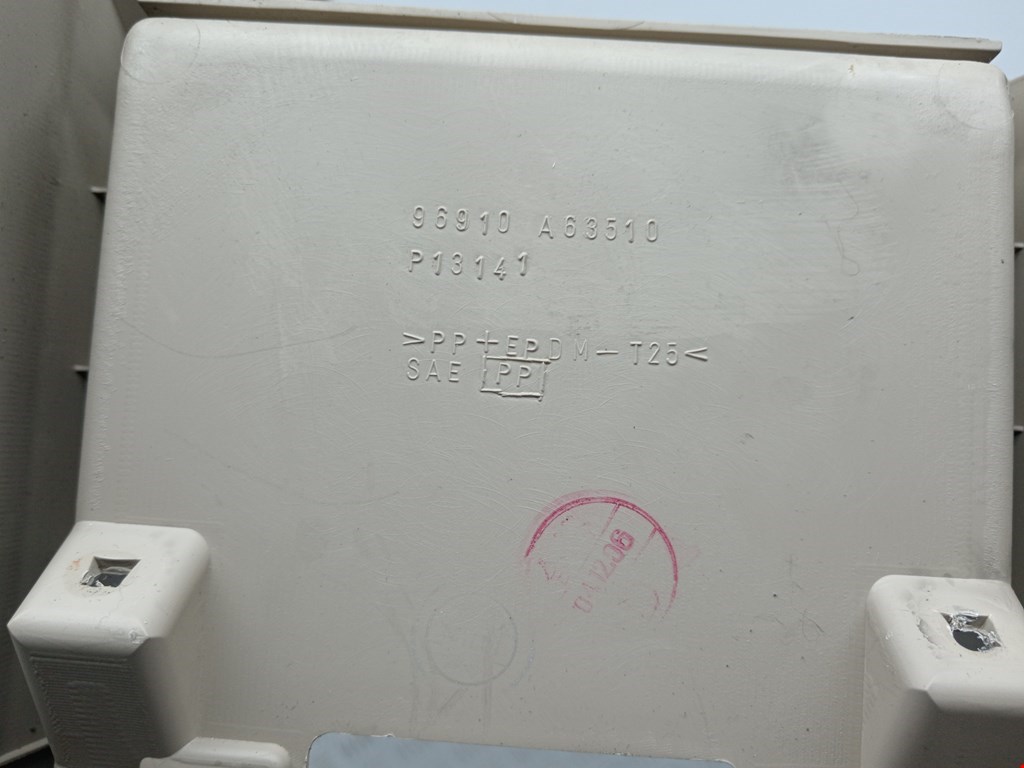 96910 A63510
P13141
>PP+EPDM-T25<
SAE PP